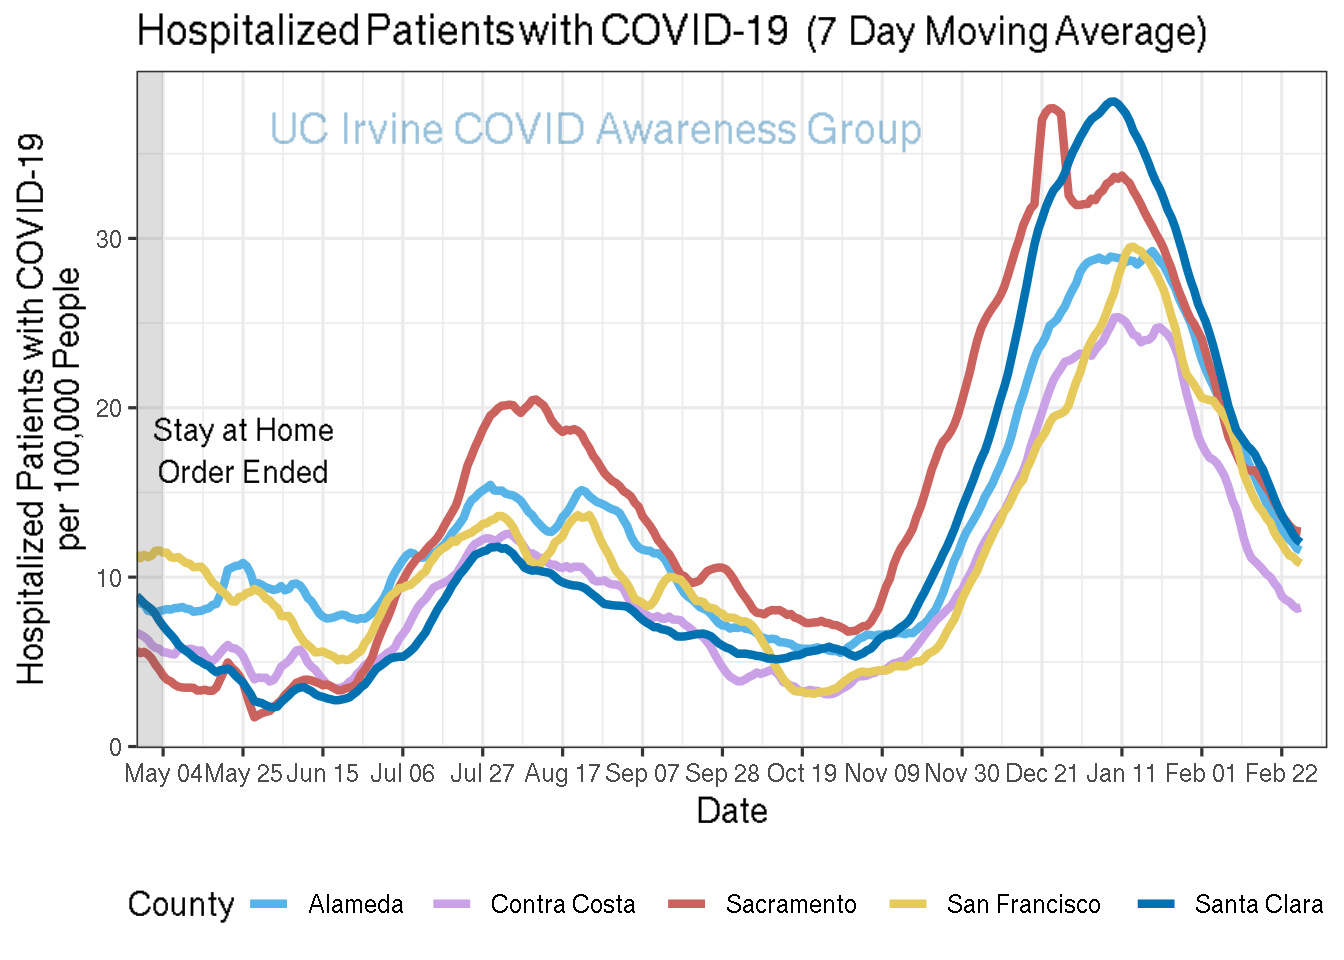 Hospitalized Patients with COVID-19 (7 Day Moving Average)
UC Irvine COVID Awareness Group
Hospitalized Patients with COVID-19
per 100,000 People
30
20
10
0
Stay at Home
Order Ended
May 04 May 25 Jun 15 Jul 06 Jul 27 Aug 17 Sep 07 Sep 28 Oct 19 Nov 09 Nov 30 Dec 21 Jan 11 Feb 01 Feb 22
Date
County Alameda Contra Costa Sacramento San Francisco Santa Clara